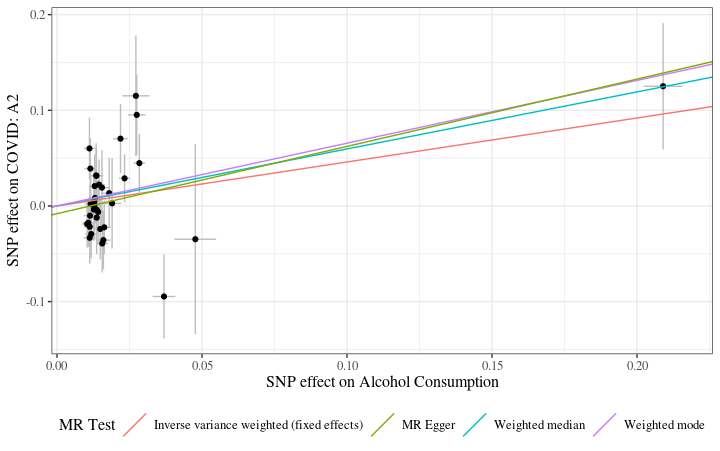 0.2
0.1
0.0
-0.1
SNP effect on COVID: A2
0.00 0.05 0.10 0.15 0.20
SNP effect on Alcohol Consumption
MR Test Inverse variance weighted (fixed effects) MR Egger Weighted median Weighted mode